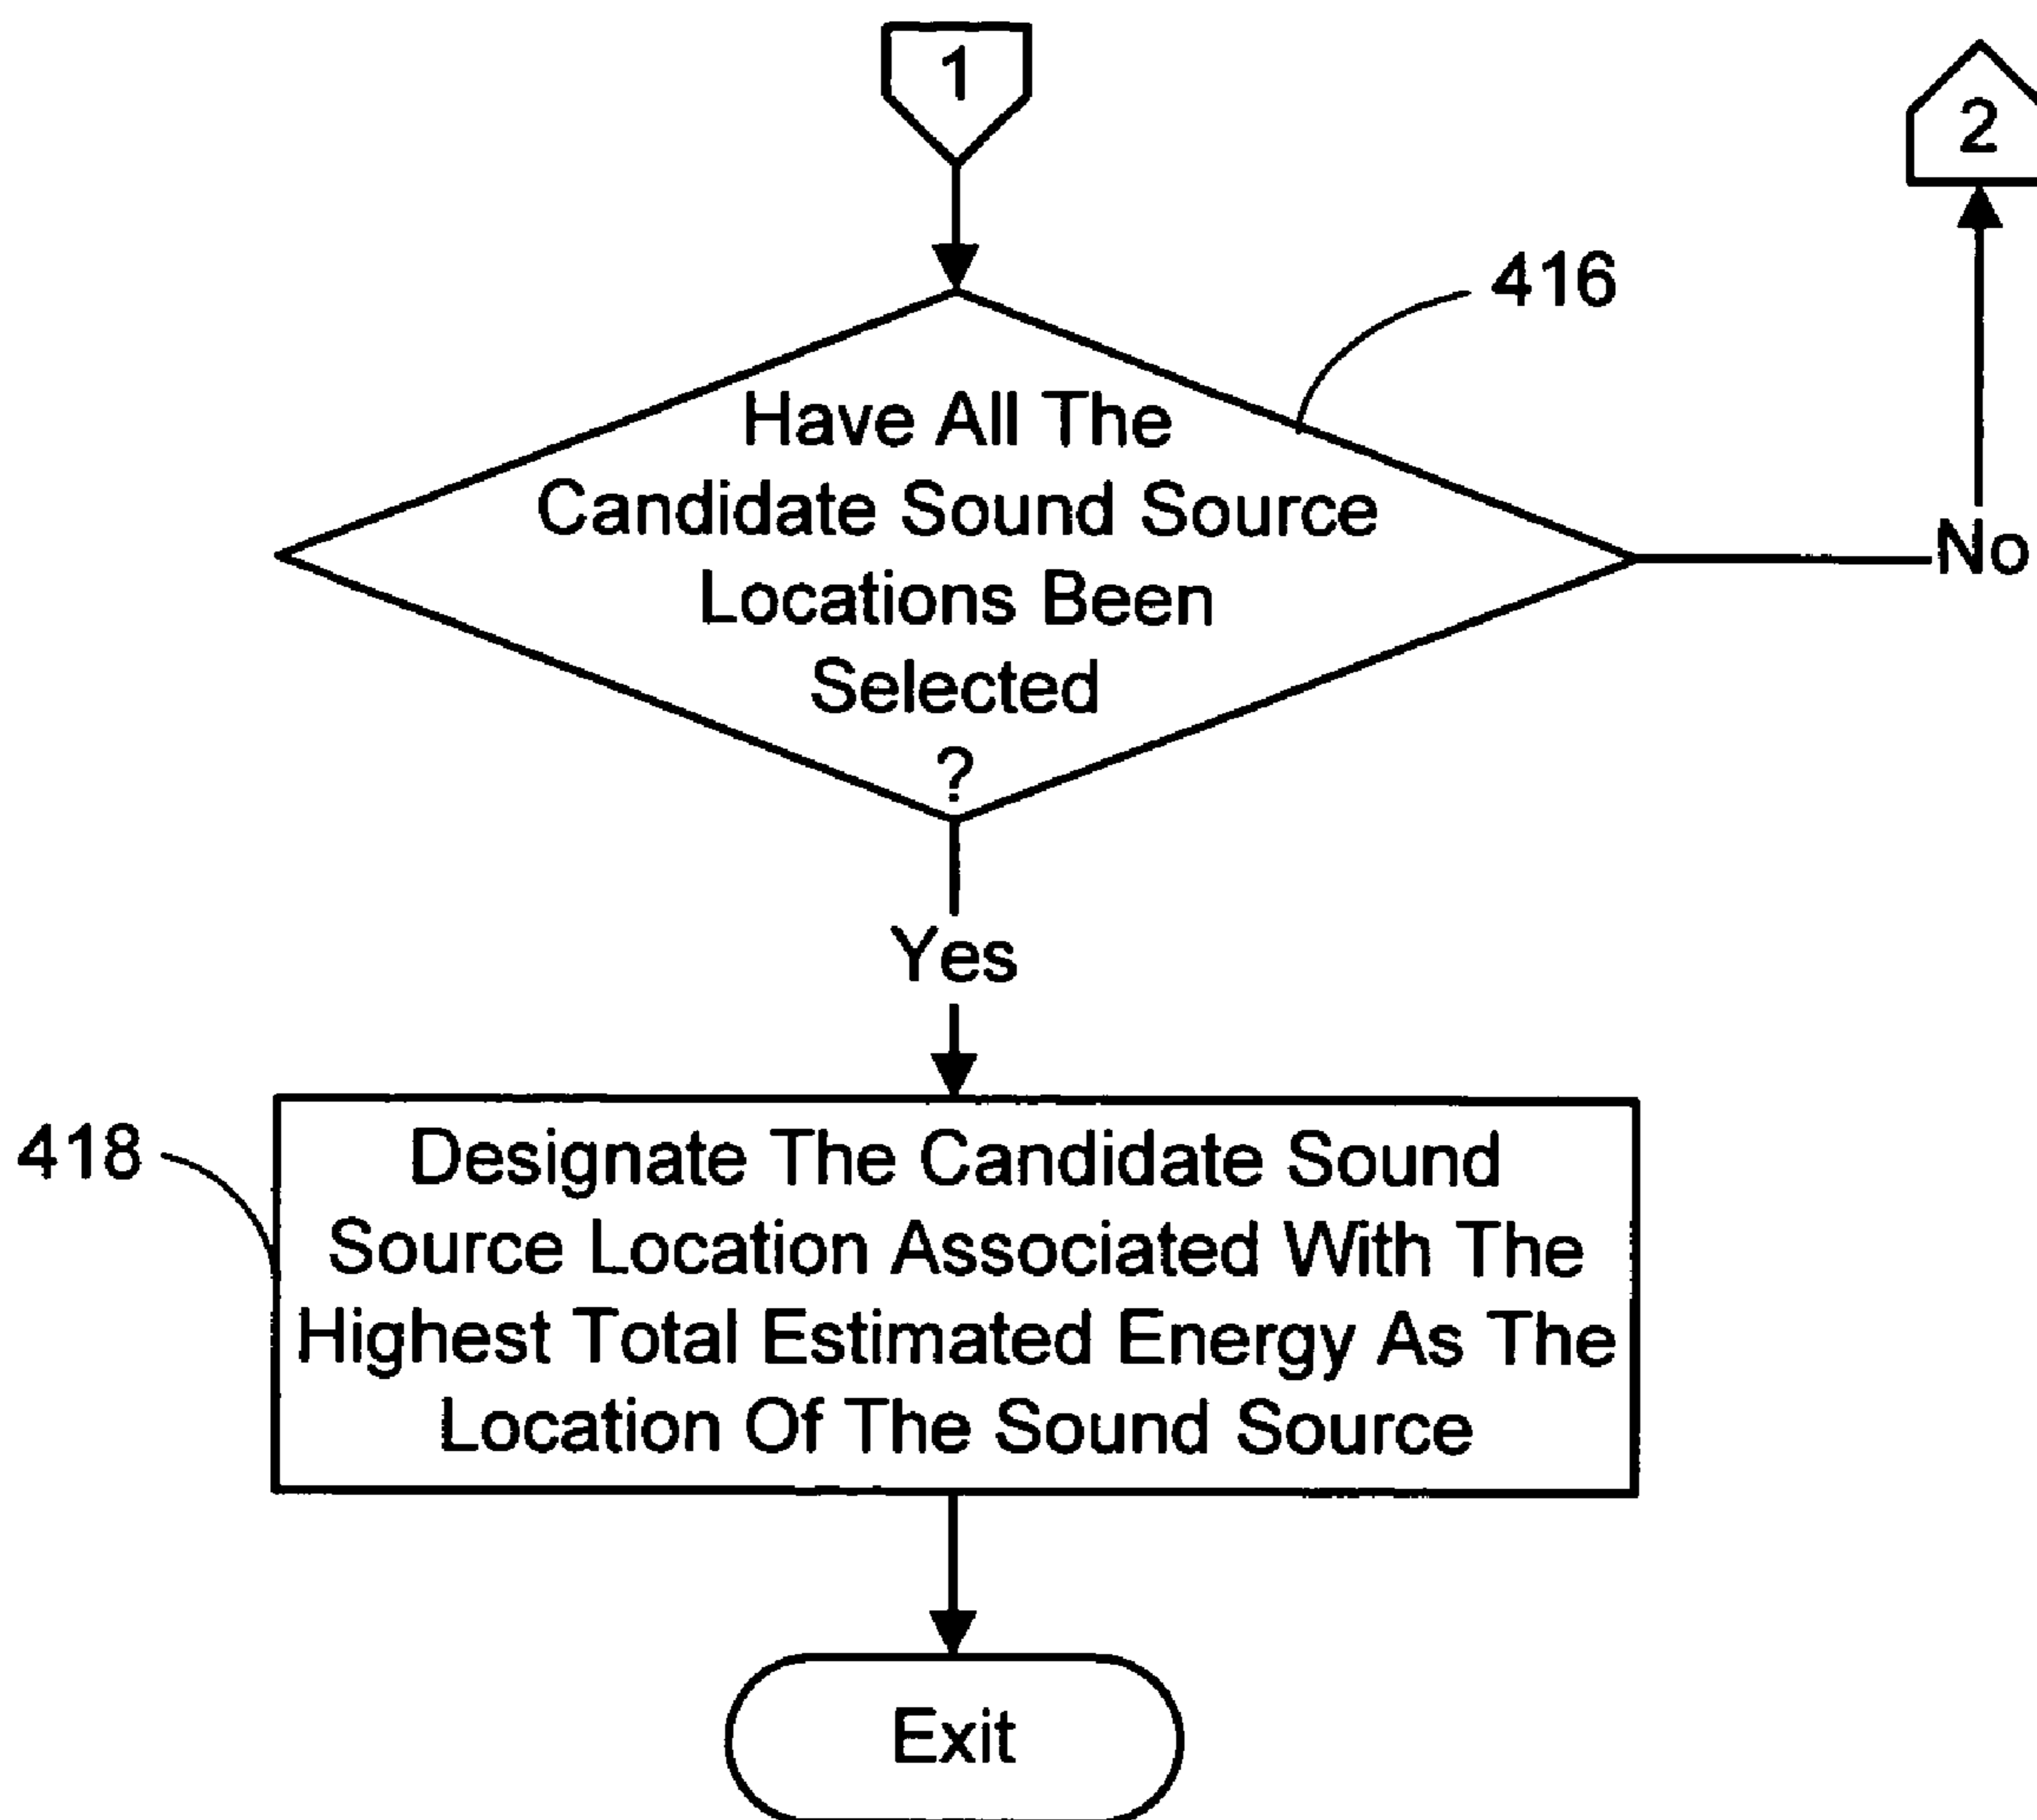 1
2
416
Have All The
Candidate Sound Source
Locations Been
Selected
?
No
Yes
418
Designate The Candidate Sound
Source Location Associated With The
Highest Total Estimated Energy As The
Location Of The Sound Source
Exit